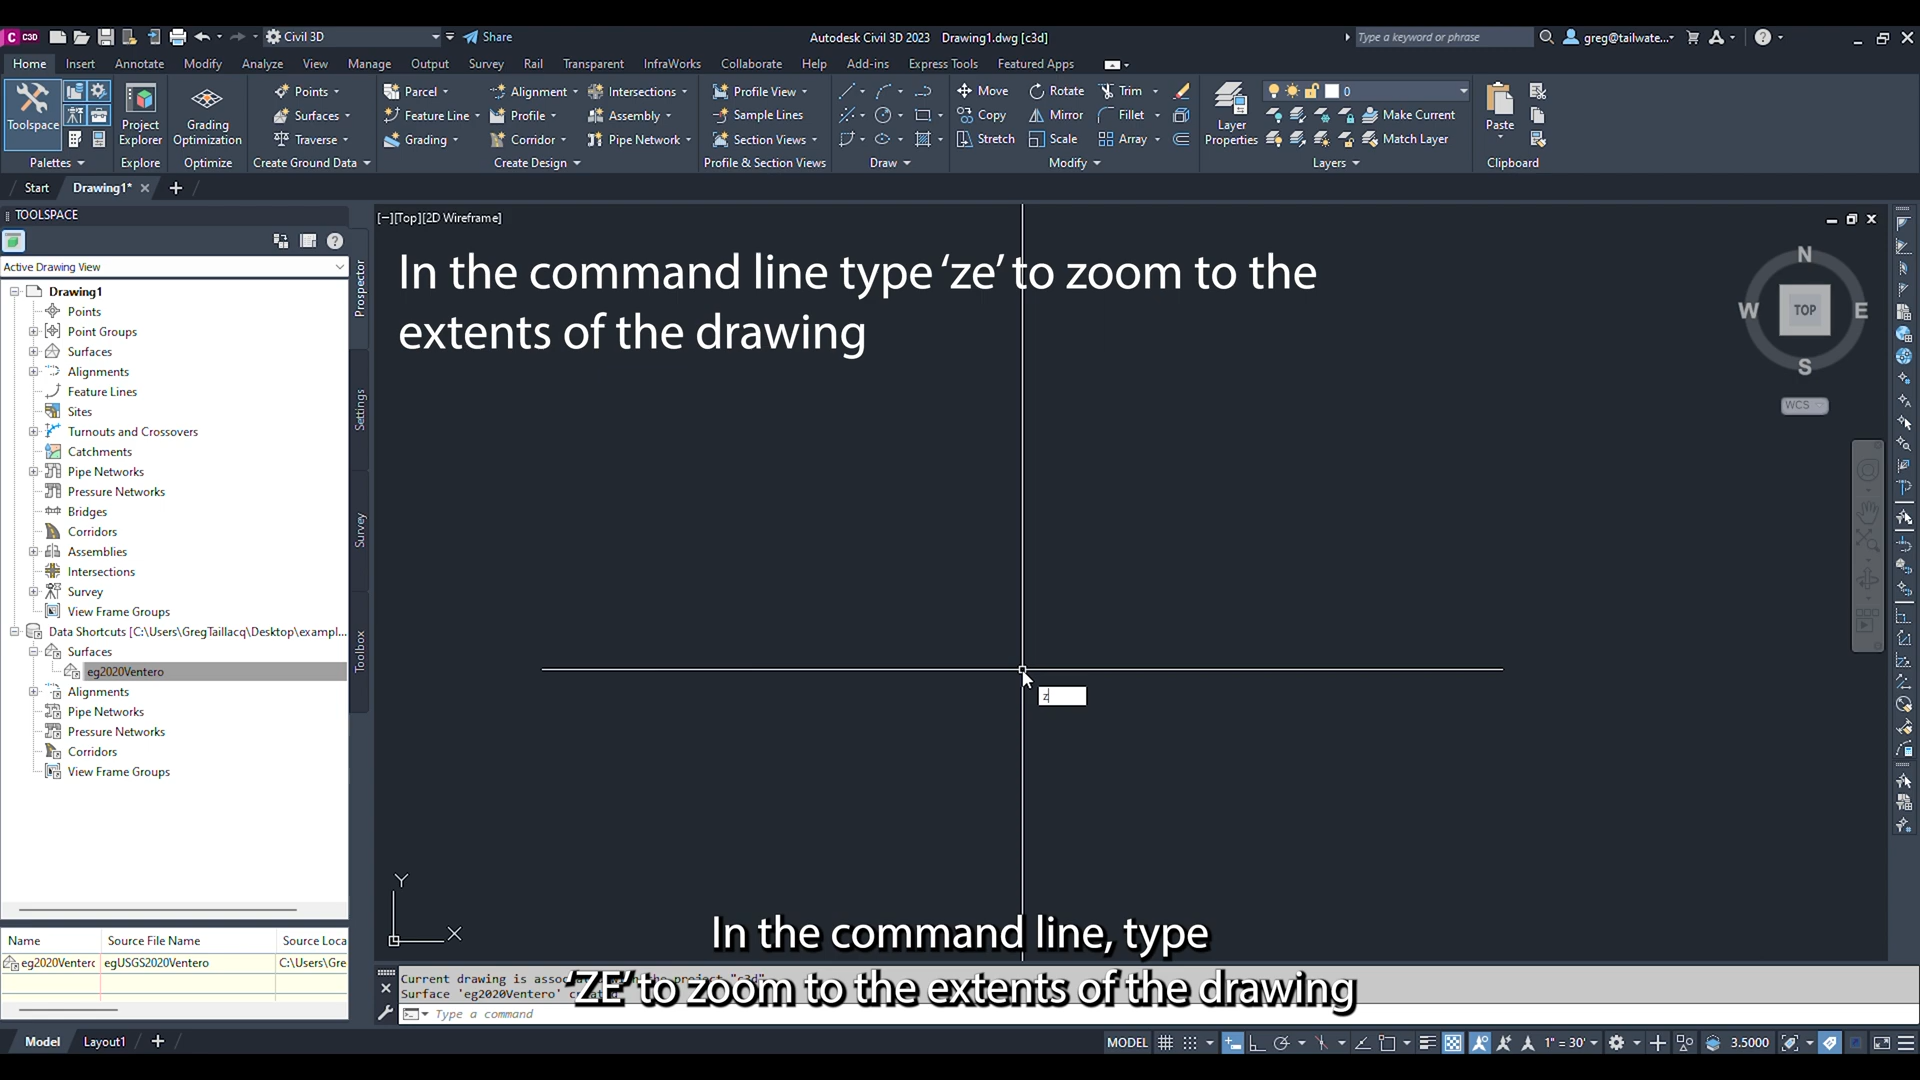 C3D
Civil 3D
Share
Autodesk Civil 3D 2023 Drawing1.dwg [c3d]
Type a keyword or phrase
greg@tailwate...
Home Insert Annotate Modify Analyze View Manage Output Survey Rail Transparent InfraWorks Collaborate Help Add-ins Express Tools Featured Apps
Toolspace
Palettes
Project
Explorer
Explore
Grading
Optimization
Optimize
Points
Surfaces
Traverse
Create Ground Data
Parcel
Feature Line
Grading
Alignment
Profile
Corridor
Intersections
Assembly
Pipe Network
Create Design
Profile View
Sample Lines
Section Views
Profile & Section Views
Draw
Move
Copy
Stretch
Rotate
Mirror
Scale
Trim
Fillet
Array
Modify
Layer
Properties
0
Make Current
Match Layer
Layers
Paste
Clipboard
Start
Drawing1*
TOOLSPACE
Active Drawing View
Drawing1
Points
Point Groups
Surfaces
Alignments
Feature Lines
Sites
Turnouts and Crossovers
Catchments
Pipe Networks
Pressure Networks
Bridges
Corridors
Assemblies
Intersections
Survey
View Frame Groups
Data Shortcuts [C:\Users\GregTaillacq\Desktop\exampl...
Surfaces
eg2020Ventero
Alignments
Pipe Networks
Pressure Networks
Corridors
View Frame Groups
Prospector
Settings
Survey
Toolbox
Name Source File Name Source Loca
eg2020Venterc egUSGS2020Ventero C:\Users\Gre
[−][Top][2D Wireframe]
In the command line type ‘ze’ to zoom to the
extents of the drawing
N
W TOP E
S
WCS
z
Y
X
In the command line, type
‘ZE’ to zoom to the extents of the drawing
Current drawing is the project "c3d"
Surface 'eg2020Ventero'
Type a command
Model Layout1
MODEL
1" = 30'
3.5000